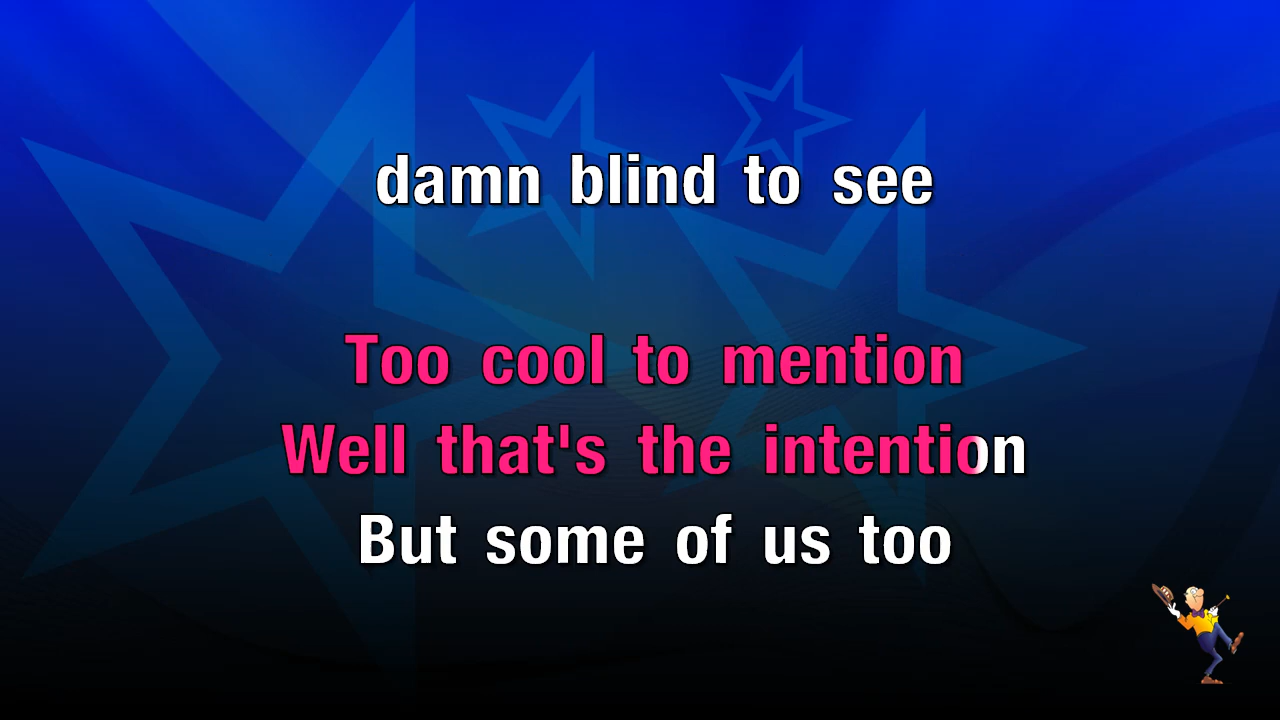 damn blind to see
Too cool to mention
Well that's the intention
But some of us too